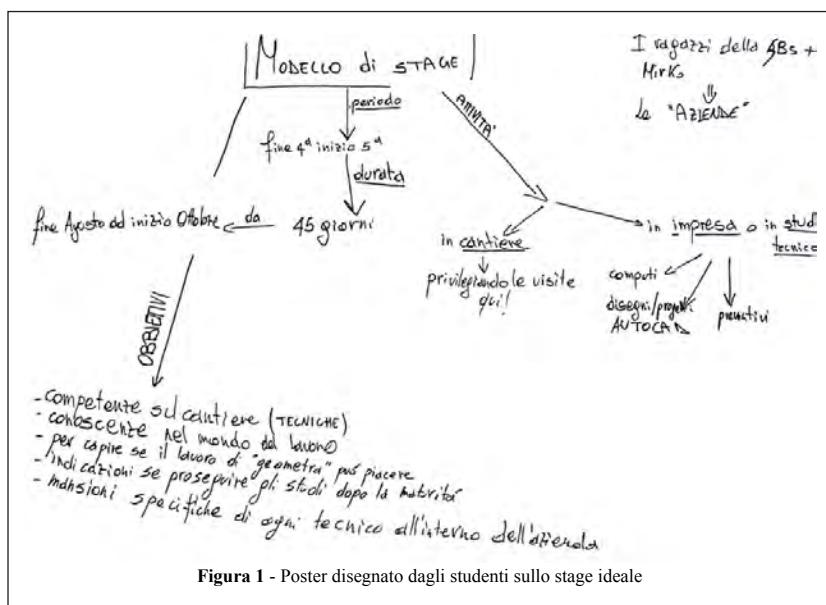 MODELLO di STAGE
I ragazzi della 5Bs +
Mirko
⇓
Le "AZIENDE"
periodo
fine 4ª inizio 5ª
durata
45 giorni
da
fine Agosto ad inizio Ottobre
ATTIVITA'
in cantiere
privilegiando le visite
qui!
in impresa o in studi
tecnico
computi
disegni/progetti
AUTOCAD
preventivi
OBBIETTIVI
- competenze sul cantiere (TECNICHE)
- conoscenze nel mondo del lavoro
- per capire se il lavoro di "geometra" può piacere
- indicazioni se proseguire gli studi dopo la maturità
- mansioni specifiche di ogni tecnico all'interno dell'azienda
Figura 1 - Poster disegnato dagli studenti sullo stage ideale